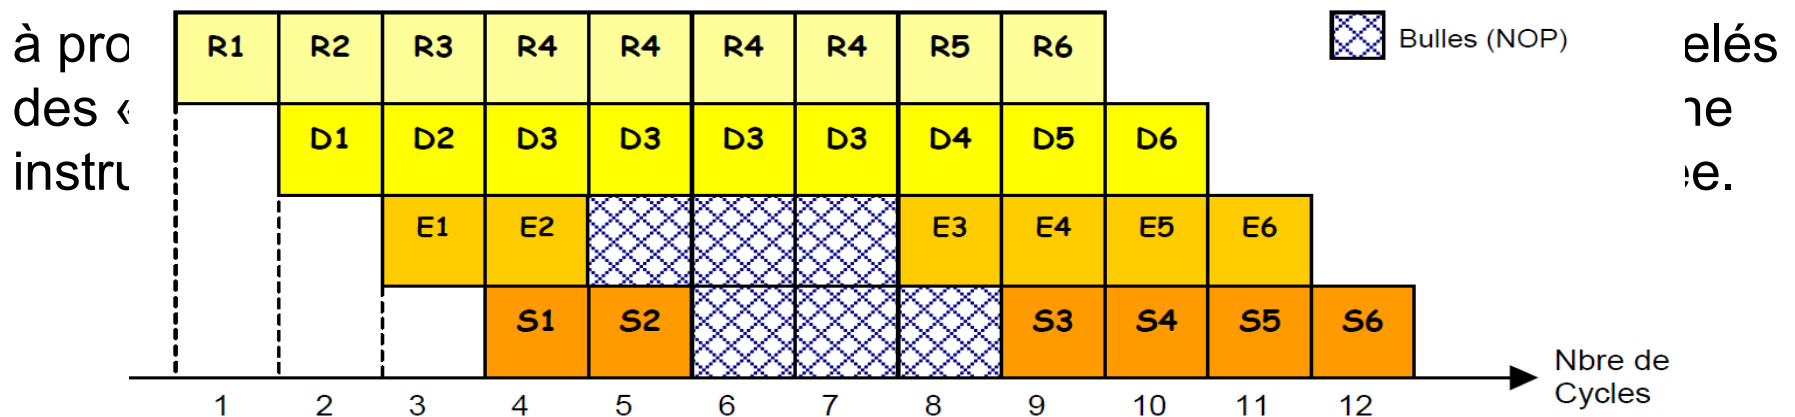 à pro
R1 R2 R3 R4 R4 R4 R4 R5 R6
Bulles (NOP)
elés
des «
D1 D2 D3 D3 D3 D3 D4 D5 D6
instru
E1 E2 E3 E4 E5 E6
ée.
S1 S2 S3 S4 S5 S6
Nbre de
Cycles
1 2 3 4 5 6 7 8 9 10 11 12